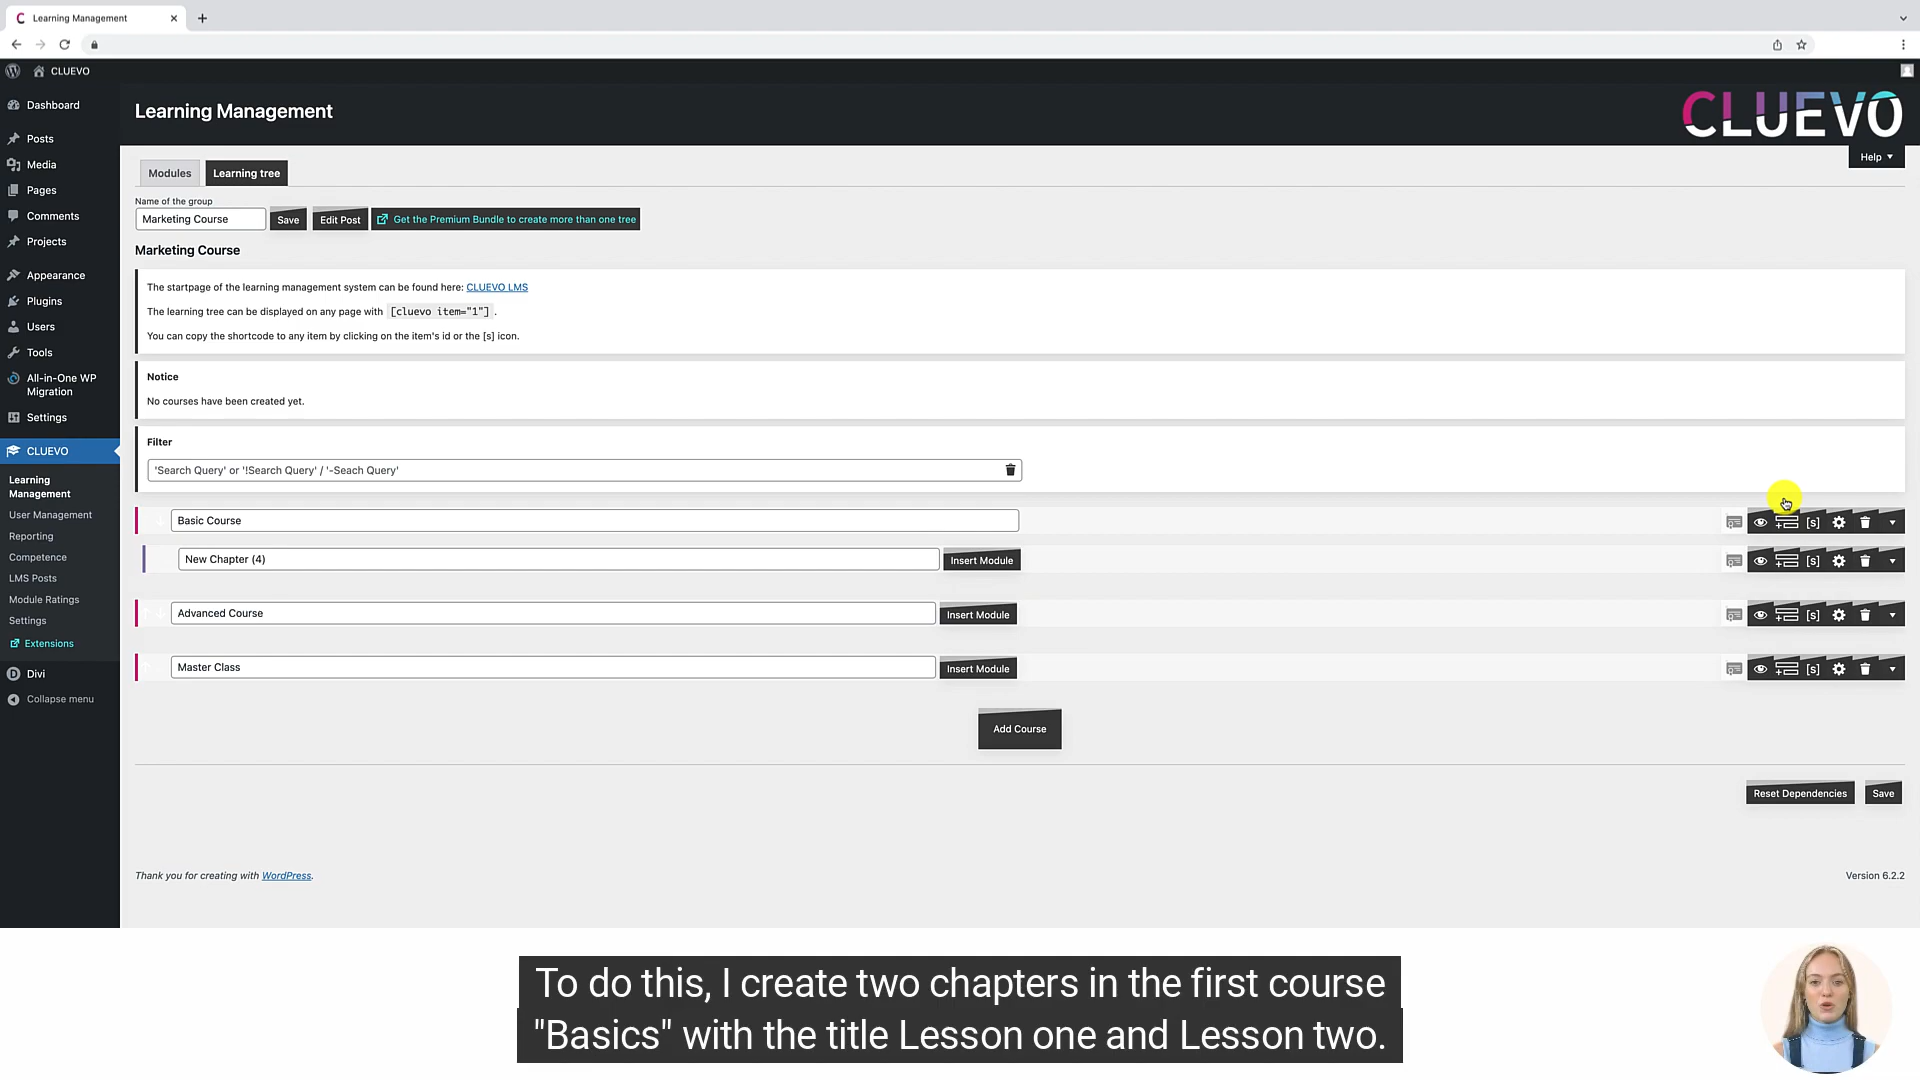 Learning Management
CLUEVO
Dashboard
Posts
Media
Pages
Comments
Projects
Appearance
Plugins
Users
Tools
All-in-One WP
Migration
Settings
CLUEVO
Learning
Management
User Management
Reporting
Competence
LMS Posts
Module Ratings
Settings
Extensions
Divi
Collapse menu
Learning Management
CLUEVO
Help ▼
Modules
Learning tree
Name of the group
Marketing Course
Save
Edit Post
Get the Premium Bundle to create more than one tree
Marketing Course
The startpage of the learning management system can be found here: CLUEVO LMS
The learning tree can be displayed on any page with [cluevo item="1"] .
You can copy the shortcode to any item by clicking on the item's id or the [s] icon.
Notice
No courses have been created yet.
Filter
'Search Query' or '!Search Query' / '-Seach Query'
Basic Course
[s]
New Chapter (4)
Insert Module
[s]
Advanced Course
Insert Module
[s]
Master Class
Insert Module
[s]
Add Course
Reset Dependencies
Save
Thank you for creating with WordPress.
Version 6.2.2
To do this, I create two chapters in the first course
"Basics" with the title Lesson one and Lesson two.